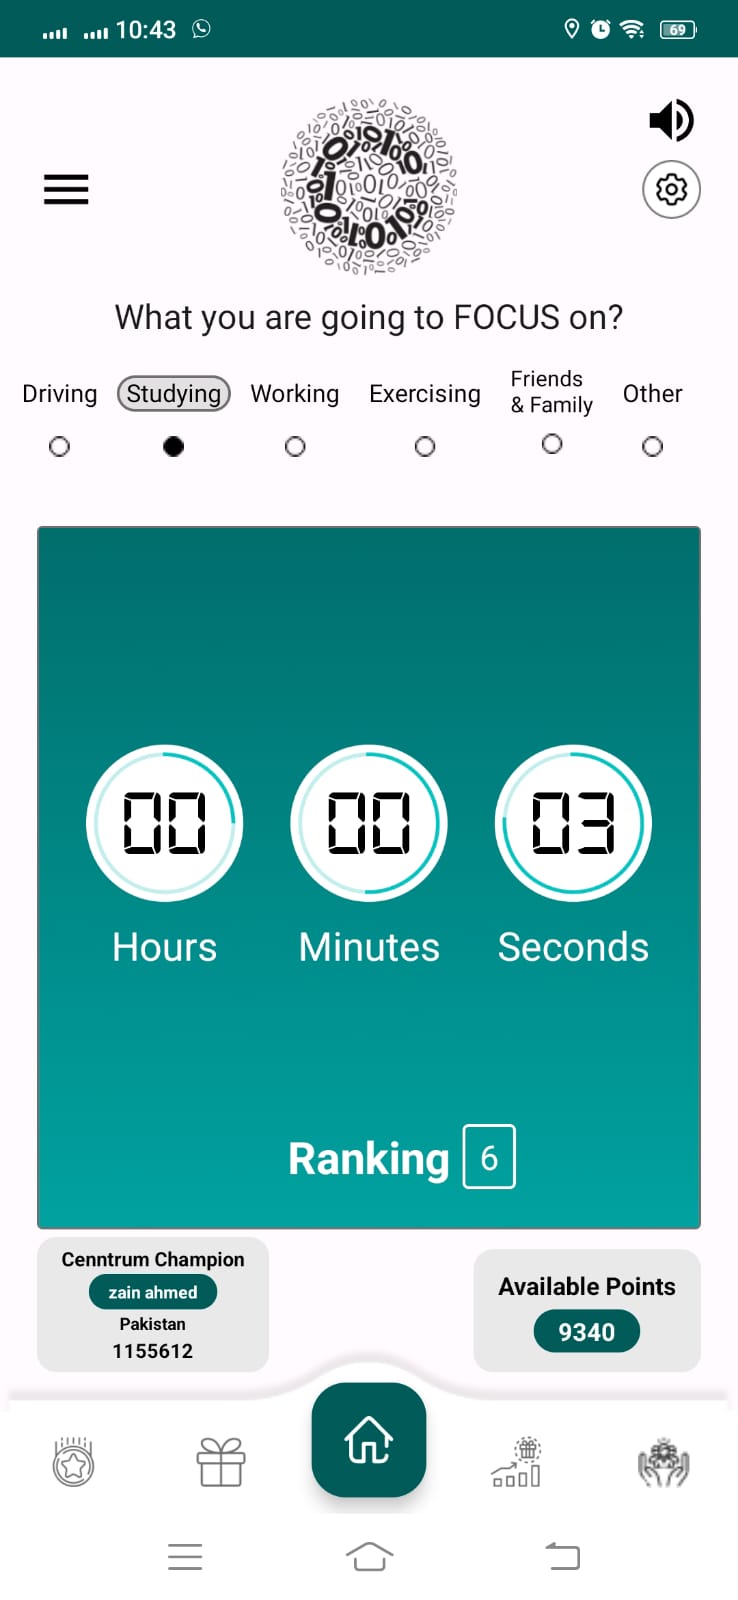 10:43
69
What you are going to FOCUS on?
Driving
Studying
Working
Exercising
Friends
& Family
Other
00
00
03
Hours
Minutes
Seconds
Ranking 6
Cenntrum Champion
zain ahmed
Pakistan
1155612
Available Points
9340